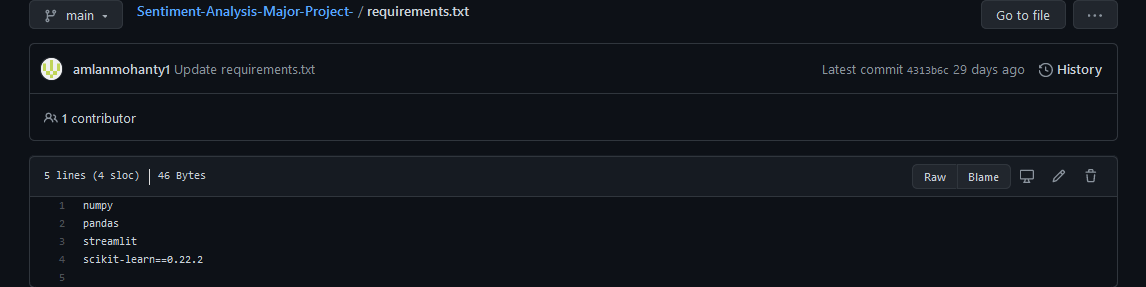 main Sentiment-Analysis-Major-Project- / requirements.txt Go to file ...
amlanmohanty1 Update requirements.txt Latest commit 4313b6c 29 days ago History
1 contributor
5 lines (4 sloc) 46 Bytes Raw Blame
1 numpy
2 pandas
3 streamlit
4 scikit-learn==0.22.2
5